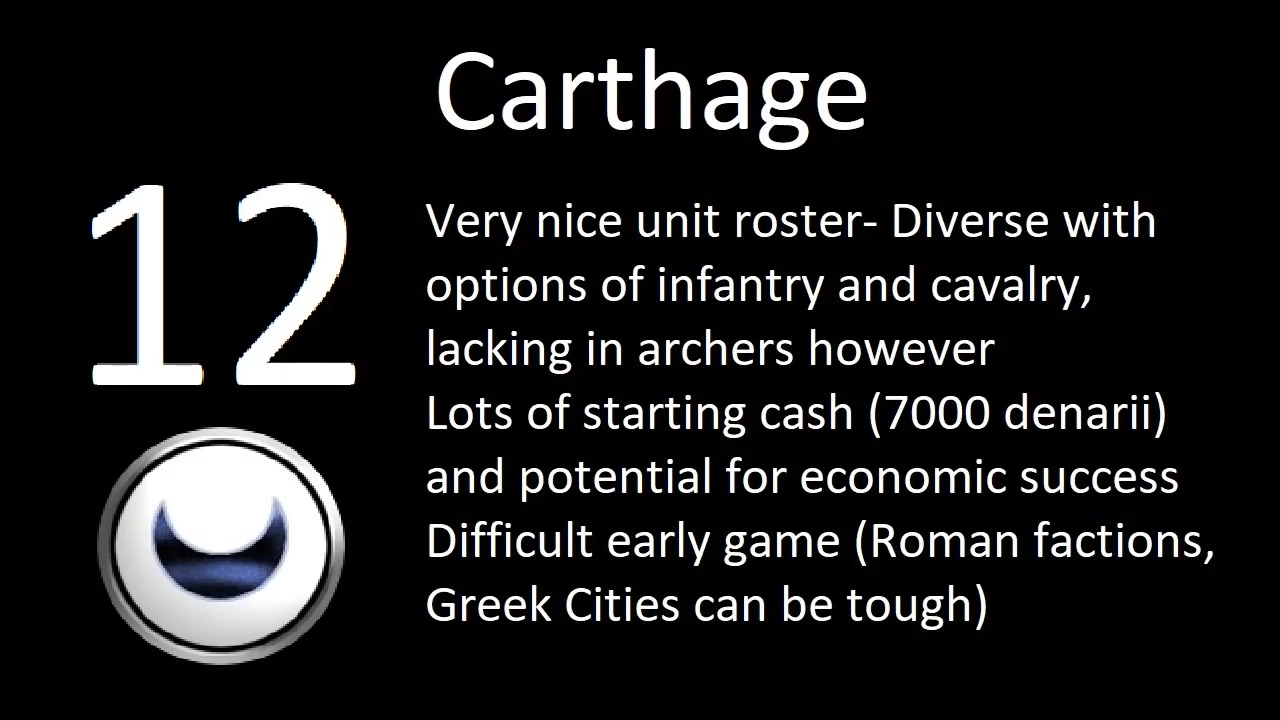 Carthage
12
Very nice unit roster- Diverse with
options of infantry and cavalry,
lacking in archers however
Lots of starting cash (7000 denarii)
and potential for economic success
Difficult early game (Roman factions,
Greek Cities can be tough)